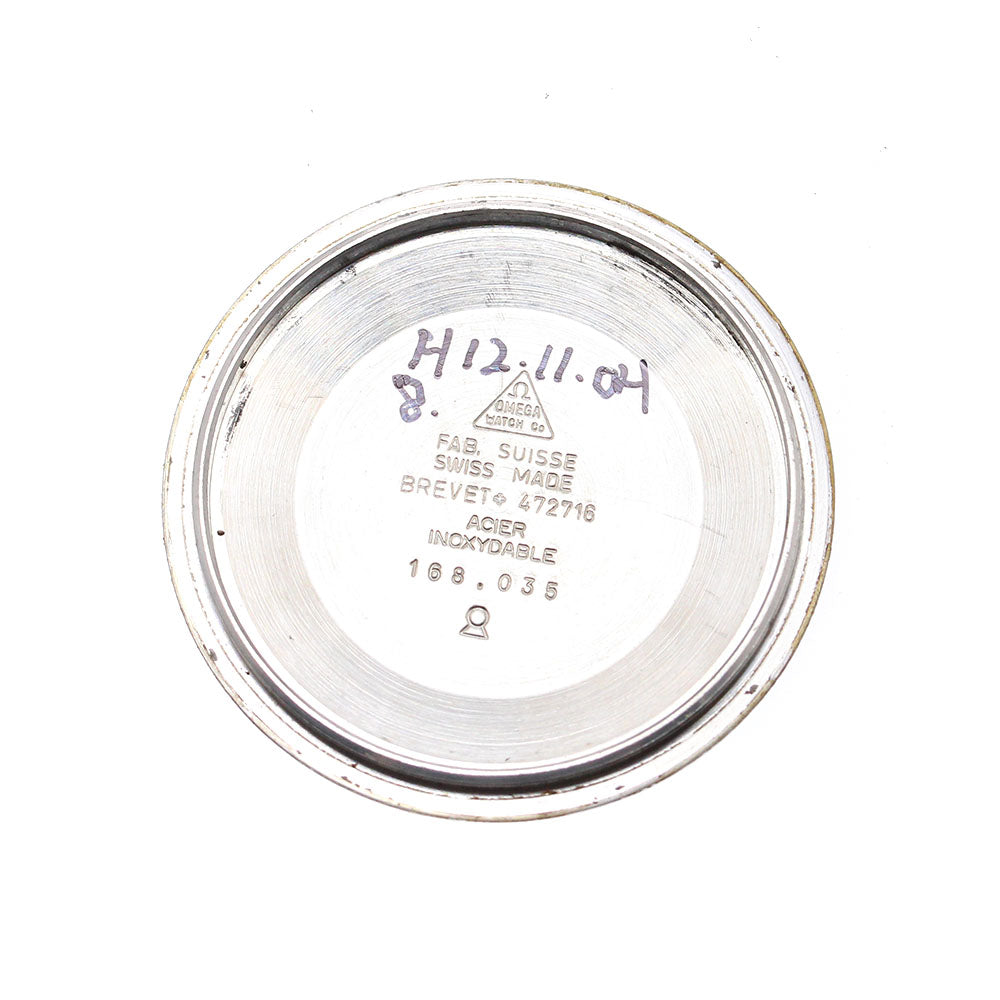 H12.11.04
8.
Ω
OMEGA
WATCH Co
FAB. SUISSE
SWISS MADE
BREVET✚ 472716
ACIER
INOXYDABLE
168.035